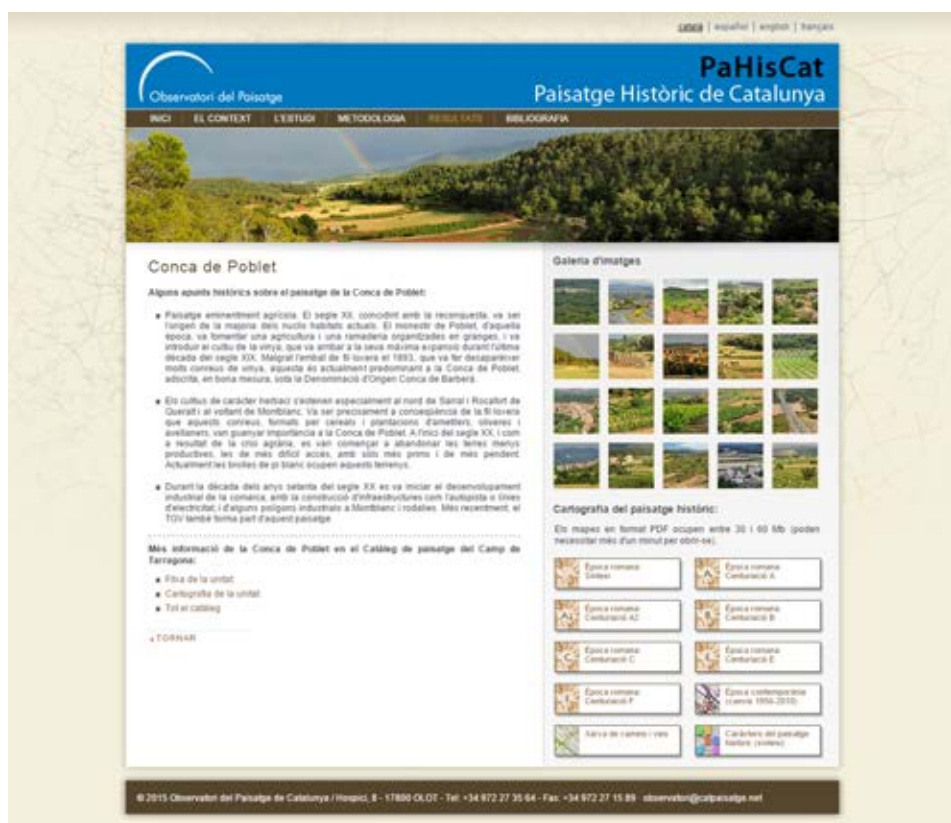 català | español | english | français
Observatori del Paisatge
PaHisCat
Paisatge Històric de Catalunya
INICI EL CONTEXT L'ESTUDI METODOLOGIA RESULTATS BIBLIOGRAFIA
Conca de Poblet
Alguns apunts històrics sobre el paisatge de la Conca de Poblet:
Paisatge eminentment agrícola. El segle XII, coincidint amb la reconquesta, va ser
l'origen de la majoria dels nuclis habitats actuals. El monestir de Poblet, d'aquella
època, va fomentar una agricultura i una ramaderia organitzades en granges, i va
introduir el cultiu de la vinya, que va arribar a la seva màxima expansió durant l'última
dècada del segle XIX. Malgrat l'embat de fil·loxera el 1893, que va fer desaparèixer
molts conreus de vinya, aquesta és actualment predominant a la Conca de Poblet,
adscrita, en bona mesura, sota la Denominació d'Origen Conca de Barberà.
Els cultius de caràcter herbaci s'estenen especialment al nord de Sarral i Rocafort de
Queralt i al voltant de Montblanc. Va ser precisament a conseqüència de la fil·loxera
que aquests conreus, formats per cereals i plantacions d'ametllers, oliveres i
avellaners, van guanyar importància a la Conca de Poblet. A l'inici del segle XX, i com
a resultat de la crisi agrària, es van començar a abandonar les terres menys
productives, les de més difícil accés, amb sòls més prims i de més pendent.
Actualment les brolles de pi blanc ocupen aquests terrenys.
Durant la dècada dels anys setanta del segle XX es va iniciar el desenvolupament
industrial de la comarca, amb la construcció d'infraestructures com l'autopista o línies
d'electricitat, i d'alguns polígons industrials a Montblanc i rodalies. Més recentment, el
TGV també forma part d'aquest paisatge.
Més informació de la Conca de Poblet en el Catàleg de paisatge del Camp de
Tarragona:
Fitxa de la unitat
Cartografia de la unitat
Tot el catàleg
TORNAR
Galeria d'imatges
Cartografia del paisatge històric:
Els mapes en format PDF ocupen entre 30 i 60 Mb (poden
necessitar més d'un minut per obrir-se).
Època romana:
Síntesi
A Època romana:
Centuriació A
A2 Època romana:
Centuriació A2
B Època romana:
Centuriació B
C Època romana:
Centuriació C
E Època romana:
Centuriació E
F Època romana:
Centuriació F
Època contemporània
(canvis 1956-2010)
Xarxa de camins i vies
Caràcters del paisatge
històric (síntesi)
© 2015 Observatori del Paisatge de Catalunya / Hospici, 8 - 17800 OLOT - Tel: +34 972 27 35 64 - Fax: +34 972 27 15 89 - observatori@catpaisatge.net